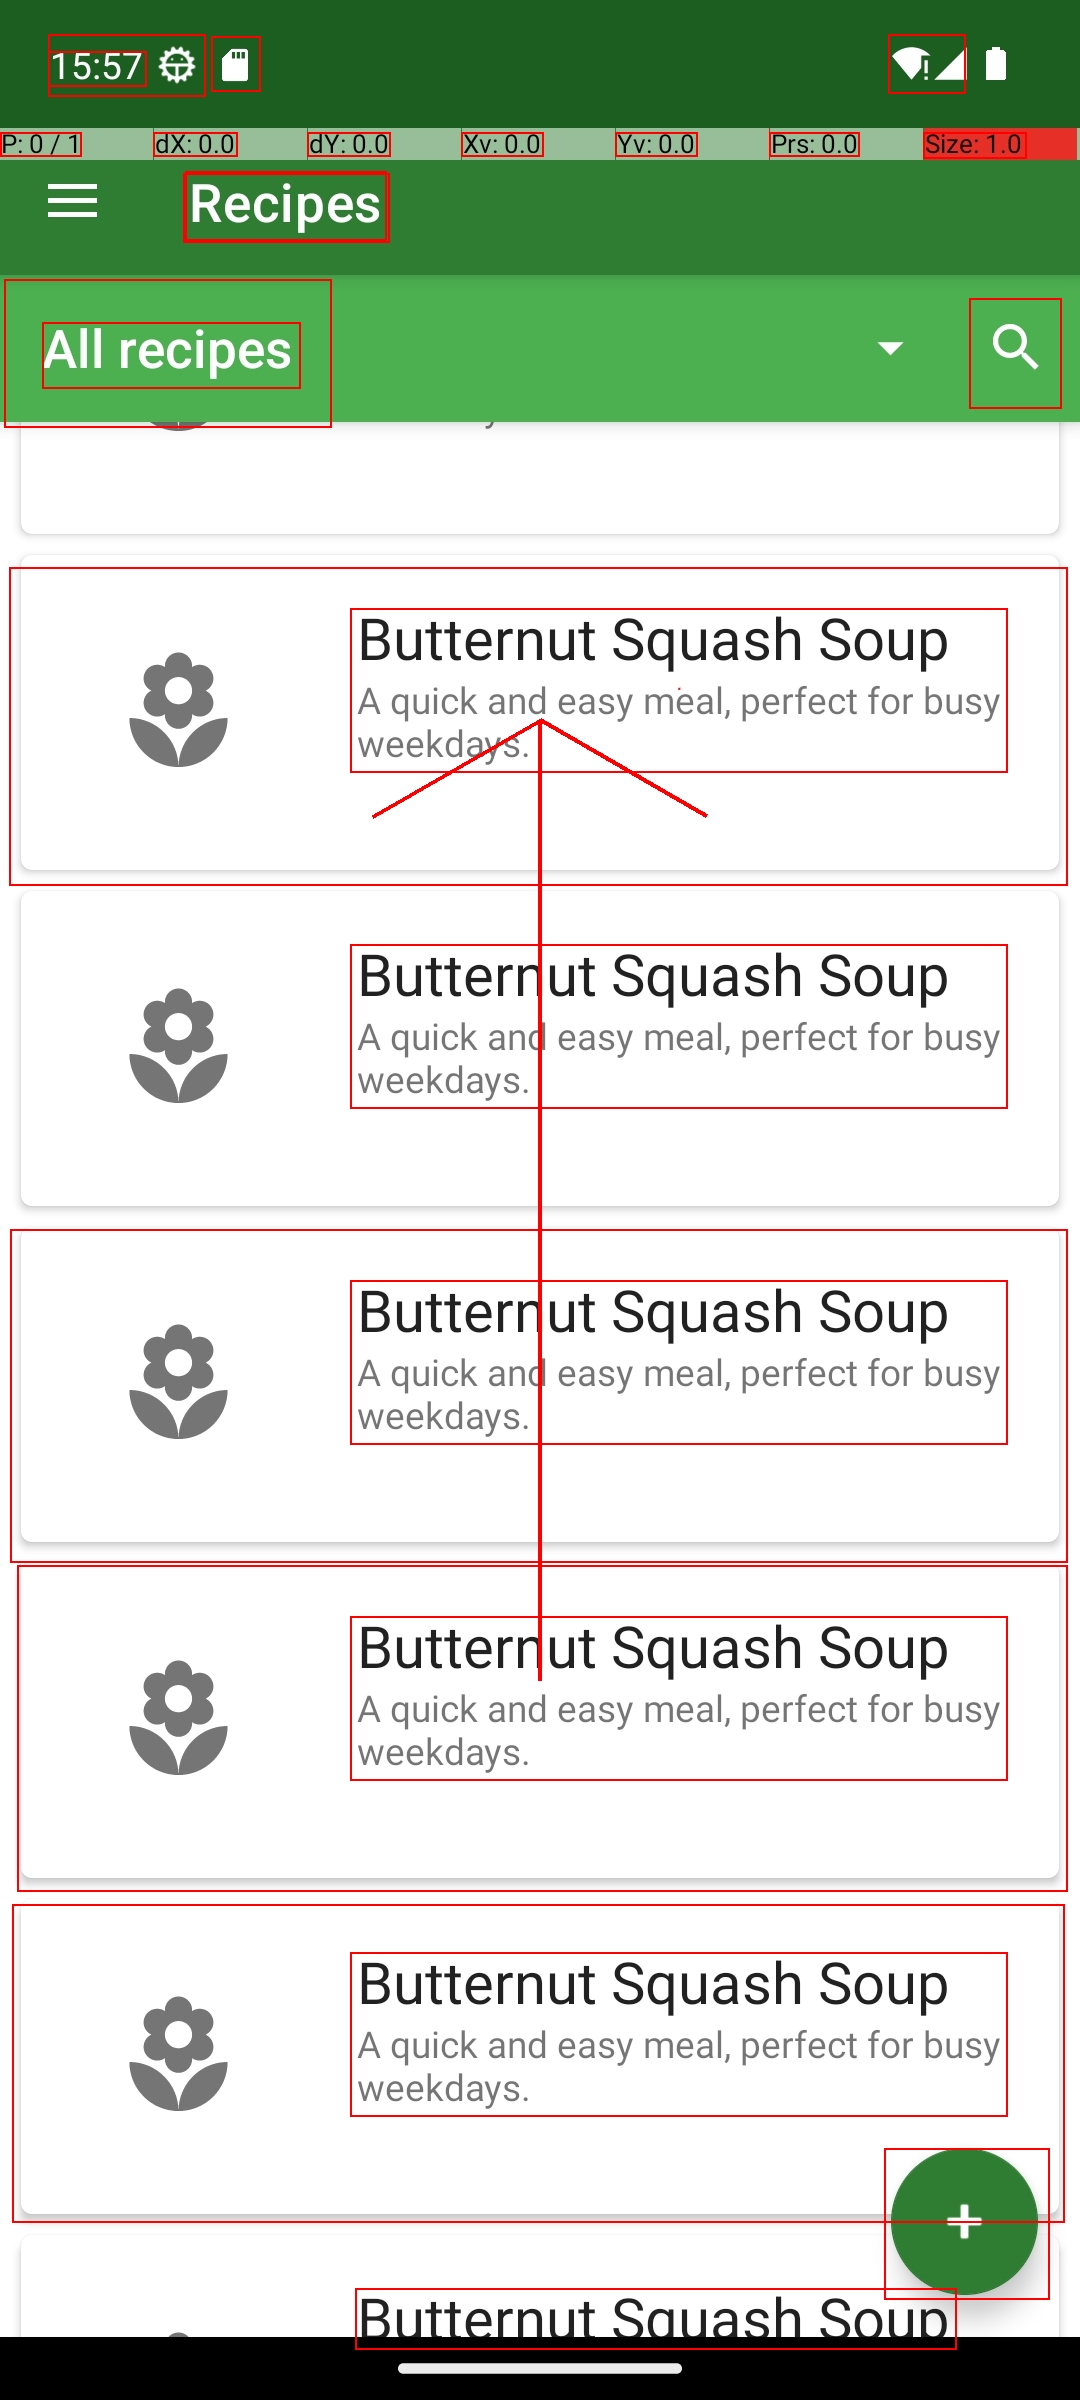 15:57
P: 0 / 1 dX: 0.0 dY: 0.0 Xv: 0.0 Yv: 0.0 Prs: 0.0 Size: 1.0
Recipes
All recipes
Butternut Squash Soup
A quick and easy meal, perfect for busy
weekdays.
Butternut Squash Soup
A quick and easy meal, perfect for busy
weekdays.
Butternut Squash Soup
A quick and easy meal, perfect for busy
weekdays.
Butternut Squash Soup
A quick and easy meal, perfect for busy
weekdays.
Butternut Squash Soup
A quick and easy meal, perfect for busy
weekdays.
Butternut Squash Soup